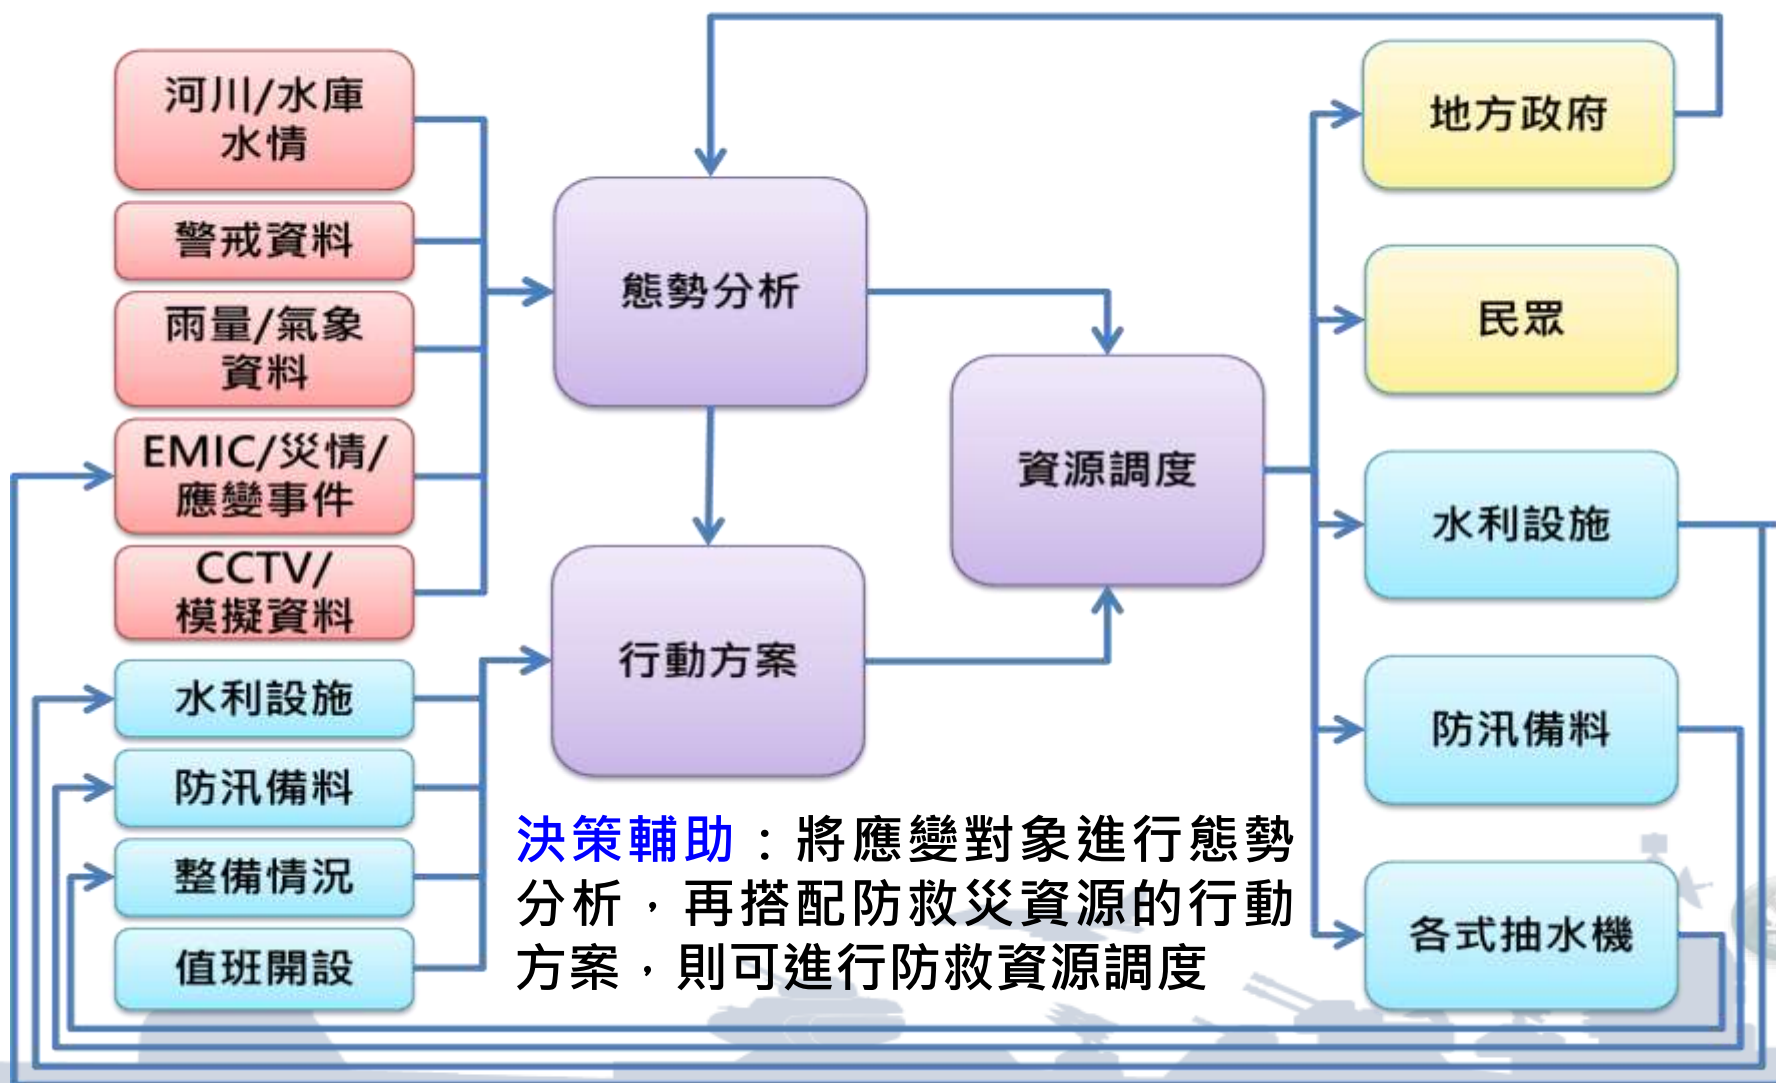 河川/水庫
水情
警戒資料
雨量/氣象
資料
EMIC/災情/
應變事件
CCTV/
模擬資料
水利設施
防汛備料
整備情況
值班開設
態勢分析
行動方案
資源調度
地方政府
民眾
水利設施
防汛備料
各式抽水機
決策輔助：將應變對象進行態勢
分析，再搭配防救災資源的行動
方案，則可進行防救資源調度